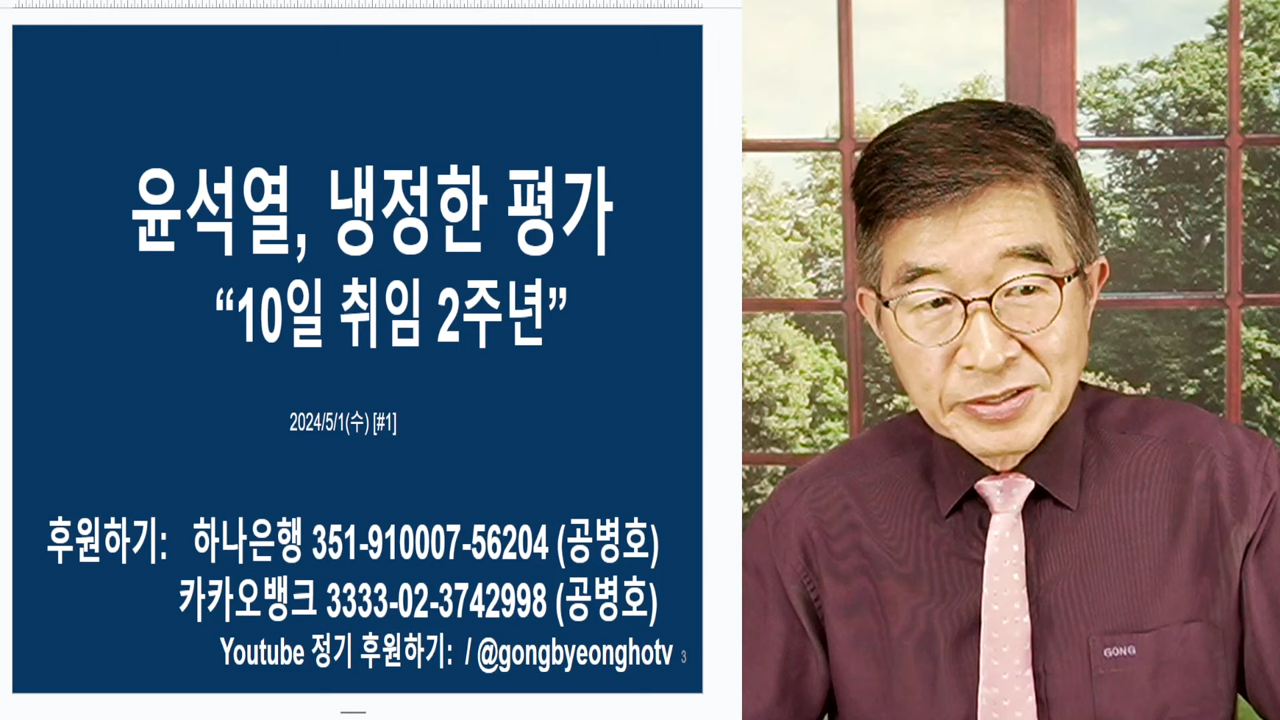 윤석열, 냉정한 평가
“10일 취임 2주년”
2024/5/1(수) [#1]
후원하기: 하나은행 351-910007-56204 (공병호)
카카오뱅크 3333-02-3742998 (공병호)
Youtube 정기 후원하기: / @gongbyeonghotv 3
GONG